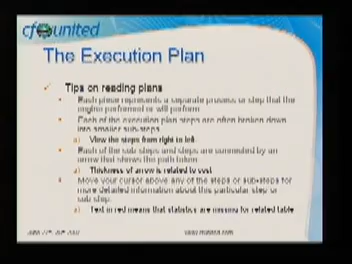 cfunited
The Execution Plan
Tips on reading plans
Each piece represents a separate process or step that the
engine performed or will perform
Each of the execution plan steps are often broken down
into smaller sub-steps
a) View the steps from right to left
Each of the sub steps and steps are connected by an
arrow that shows the path taken
a) Thickness of arrow is related to cost
Move your cursor above any of the steps or sub-steps for
more detailed information about this particular step or
sub step.
a) Text in red means that statistics are missing for related table
www.cfunited.com